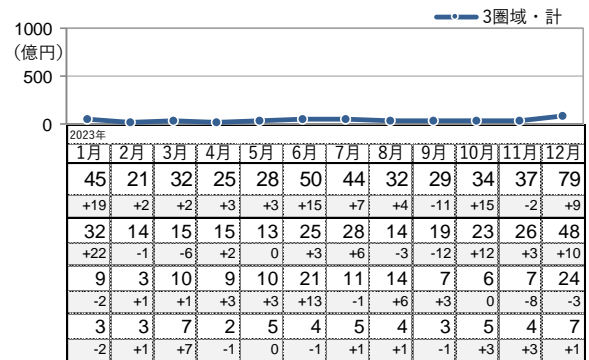 3圏域・計
1000
(億円)
500
0
2023年
1月 2月 3月 4月 5月 6月 7月 8月 9月 10月 11月 12月
45 21 32 25 28 50 44 32 29 34 37 79
+19 +2 +2 +3 +3 +15 +7 +4 -11 +15 -2 +9
32 14 15 15 13 25 28 14 19 23 26 48
+22 -1 -6 +2 0 +3 +6 -3 -12 +12 +3 +10
9 3 10 9 10 21 11 14 7 6 7 24
-2 +1 +1 +3 +3 +13 -1 +6 +3 0 -8 -3
3 3 7 2 5 4 5 4 3 5 4 7
-2 +1 +7 -1 0 -1 +1 +1 -1 +3 +3 +1